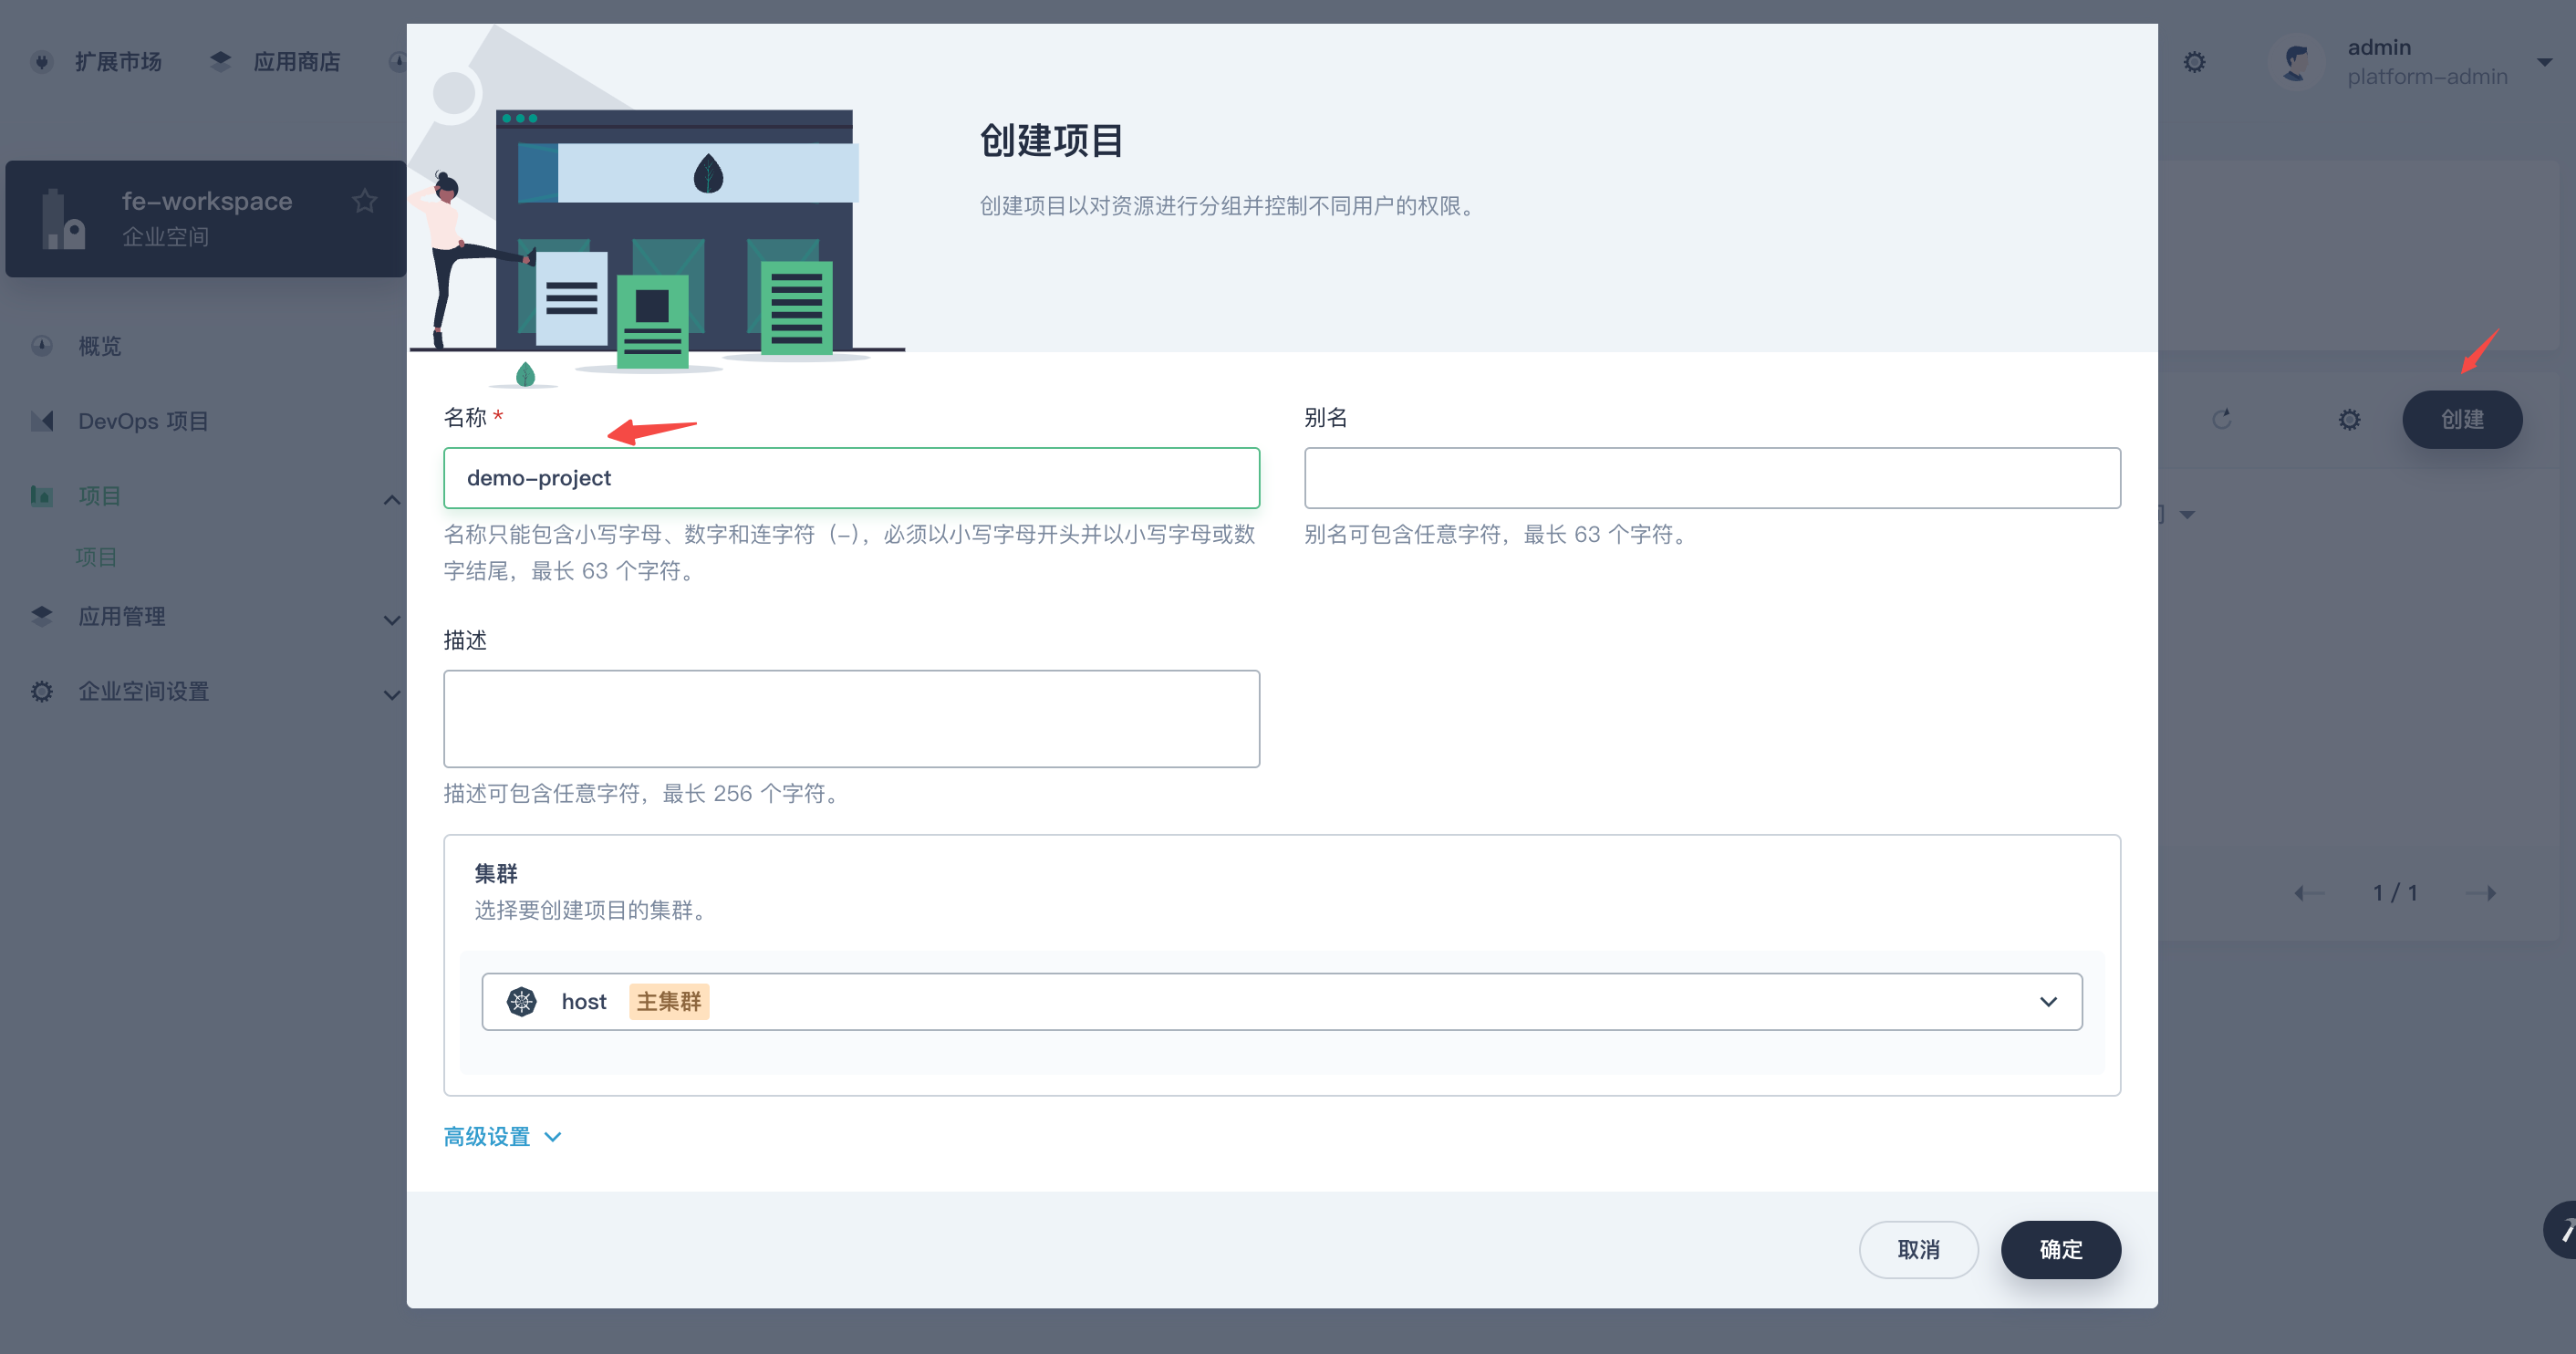 扩展市场
应用商店
admin
platform-admin
fe-workspace
企业空间
概览
DevOps 项目
项目
项目
应用管理
企业空间设置
创建项目
创建项目以对资源进行分组并控制不同用户的权限。
名称 *
demo-project
名称只能包含小写字母、数字和连字符（-），必须以小写字母开头并以小写字母或数
字结尾，最长 63 个字符。
别名
别名可包含任意字符，最长 63 个字符。
描述
描述可包含任意字符，最长 256 个字符。
集群
选择要创建项目的集群。
host 主集群
高级设置
取消
确定
创建
1 / 1